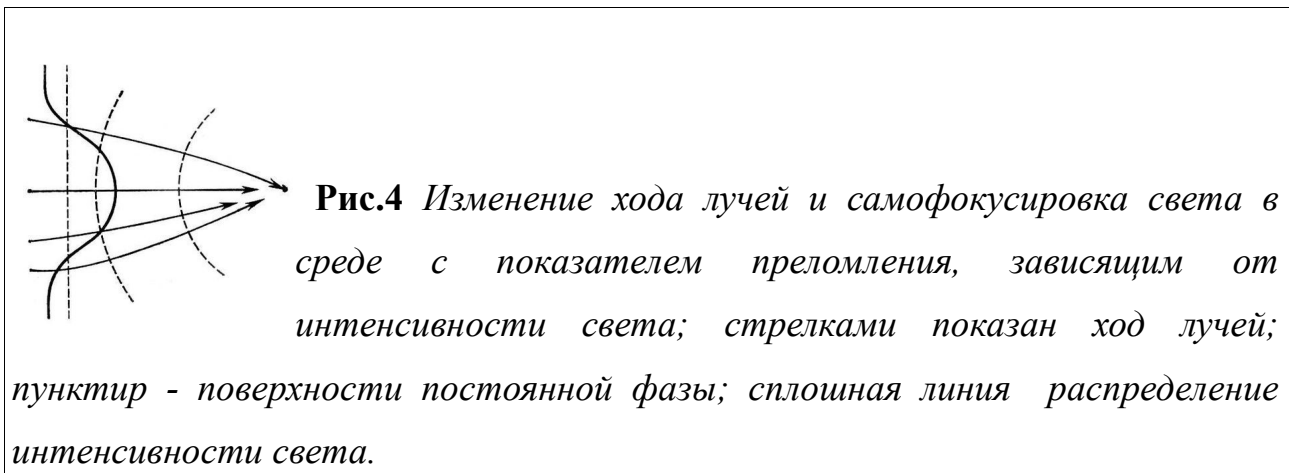 Рис.4 Изменение хода лучей и самофокусировка света в
среде с показателем преломления, зависящим от
интенсивности света; стрелками показан ход лучей;
пунктир - поверхности постоянной фазы; сплошная линия распределение
интенсивности света.